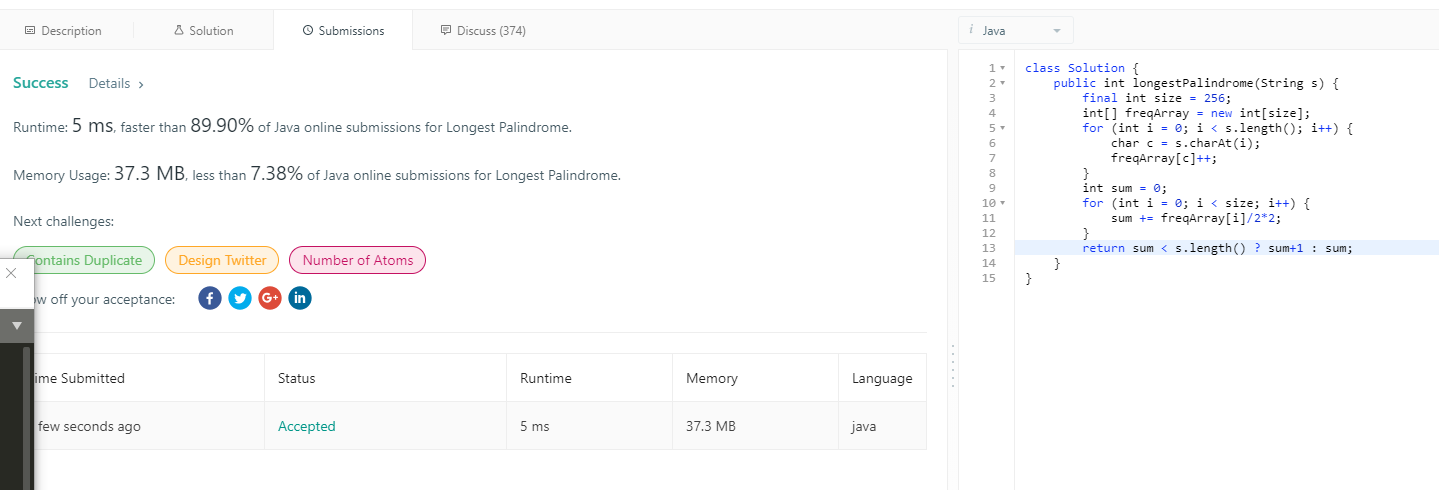 Description Solution Submissions Discuss (374)
i Java
Success Details ›
Runtime: 5 ms, faster than 89.90% of Java online submissions for Longest Palindrome.
Memory Usage: 37.3 MB, less than 7.38% of Java online submissions for Longest Palindrome.
Next challenges:
Contains Duplicate Design Twitter Number of Atoms
ow off your acceptance: f G+ in
ime Submitted Status Runtime Memory Language
few seconds ago Accepted 5 ms 37.3 MB java
1 class Solution {
2 public int longestPalindrome(String s) {
3 final int size = 256;
4 int[] freqArray = new int[size];
5 for (int i = 0; i < s.length(); i++) {
6 char c = s.charAt(i);
7 freqArray[c]++;
8 }
9 int sum = 0;
10 for (int i = 0; i < size; i++) {
11 sum += freqArray[i]/2*2;
12 }
13 return sum < s.length() ? sum+1 : sum;
14 }
15 }